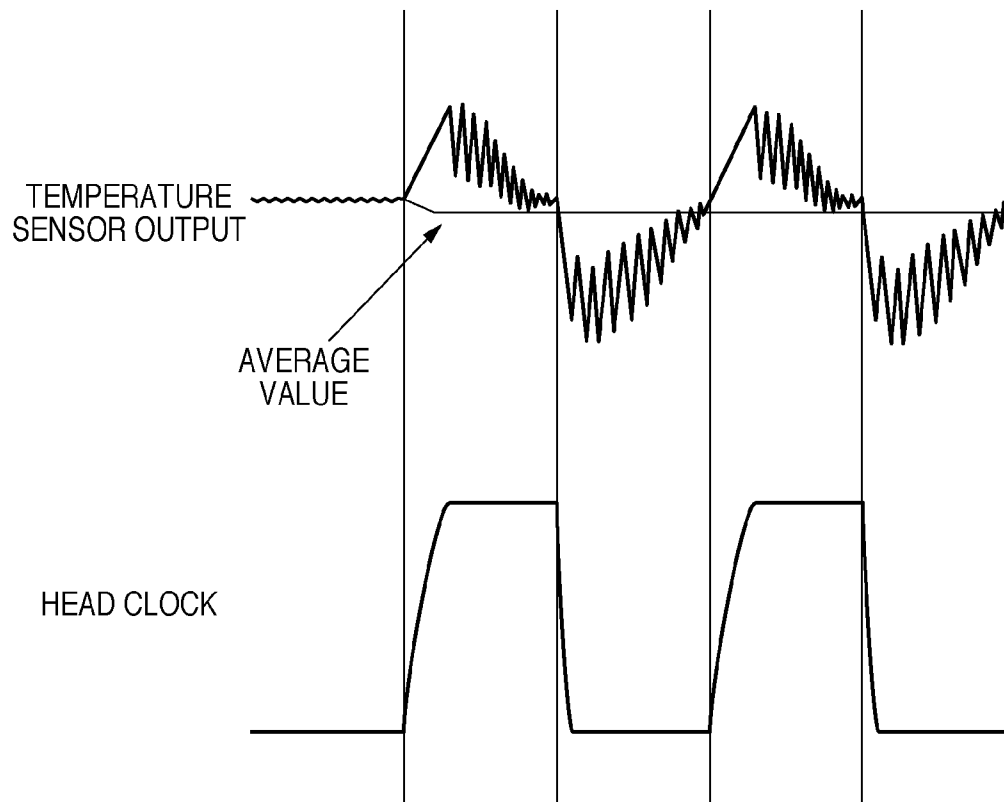 TEMPERATURE
SENSOR OUTPUT
AVERAGE
VALUE
HEAD CLOCK